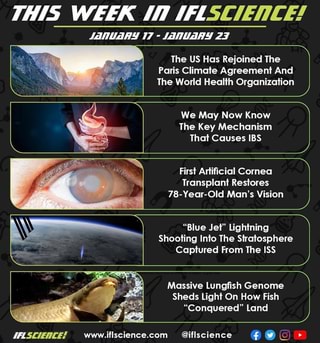 THIS WEEK IN IFLSCIENCE!
JANUARY 17 - JANUARY 23
The US Has Rejoined The
Paris Climate Agreement And
The World Health Organization
We May Now Know
The Key Mechanism
That Causes IBS
First Artificial Cornea
Transplant Restores
78-Year-Old Man's Vision
"Blue Jet" Lightning
Shooting Into The Stratosphere
Captured From The ISS
Massive Lungfish Genome
Sheds Light On How Fish
"Conquered" Land
IFLSCIENCE! www.iflscience.com @iflscience